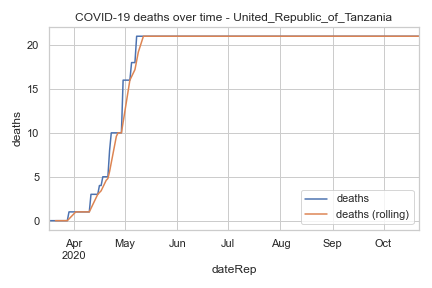 COVID-19 deaths over time - United_Republic_of_Tanzania
deaths
20
15
10
5
0
deaths
deaths (rolling)
Apr
2020
May
Jun
Jul
Aug
Sep
Oct
dateRep